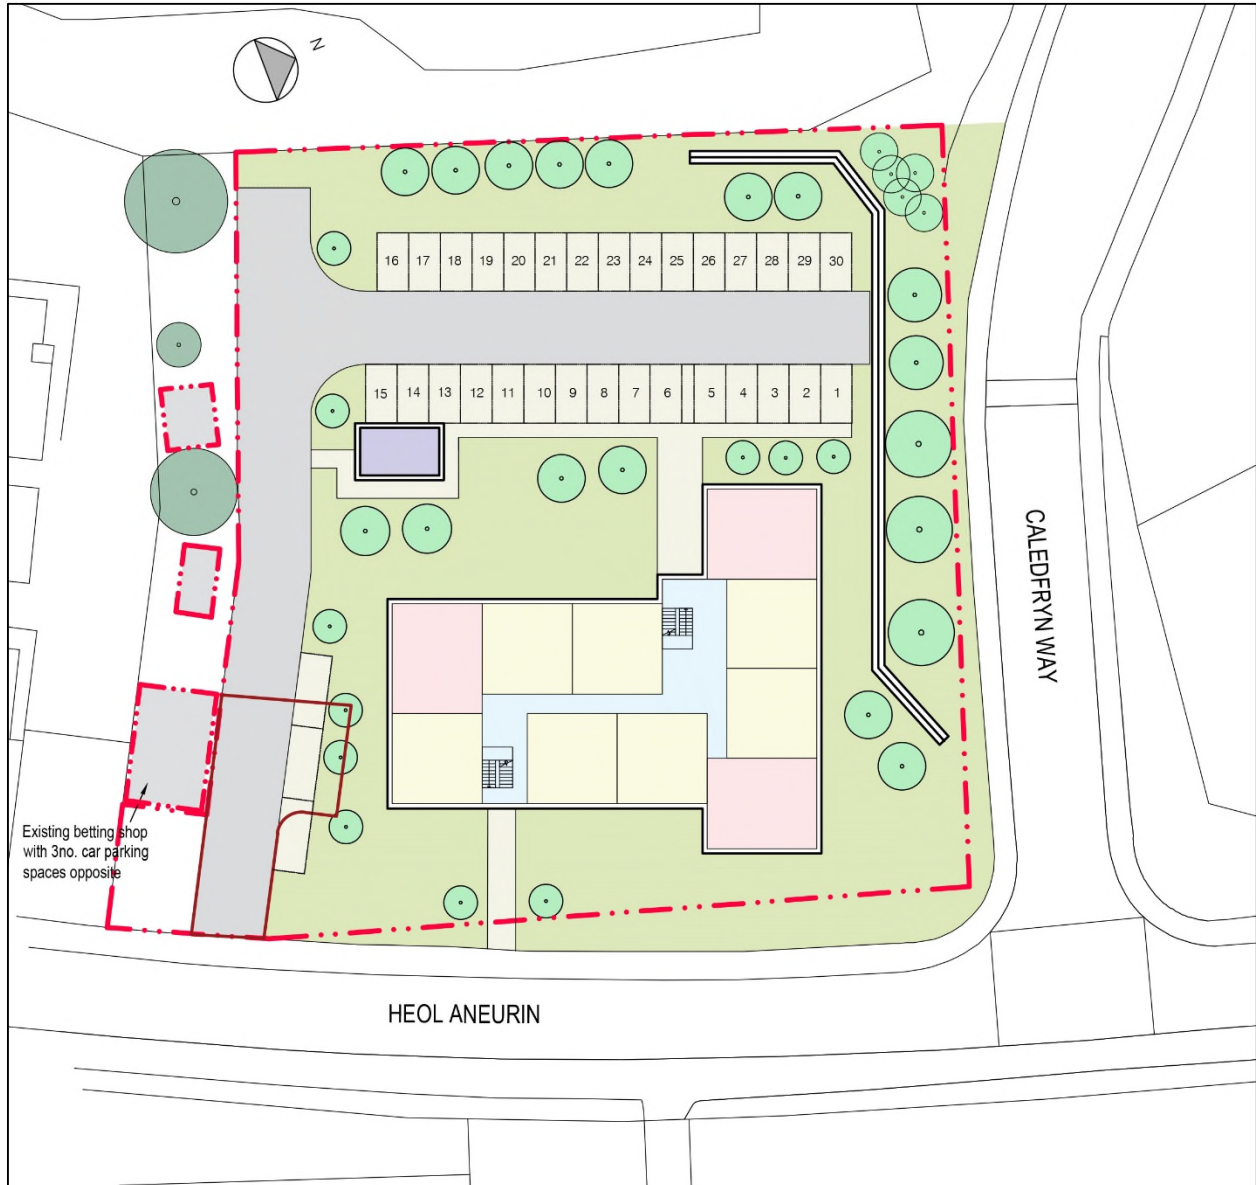 N
16 17 18 19 20 21 22 23 24 25 26 27 28 29 30
15 14 13 12 11 10 9 8 7 6 5 4 3 2 1
CALEDFRYN WAY
Existing betting shop
with 3no. car parking
spaces opposite
HEOL ANEURIN